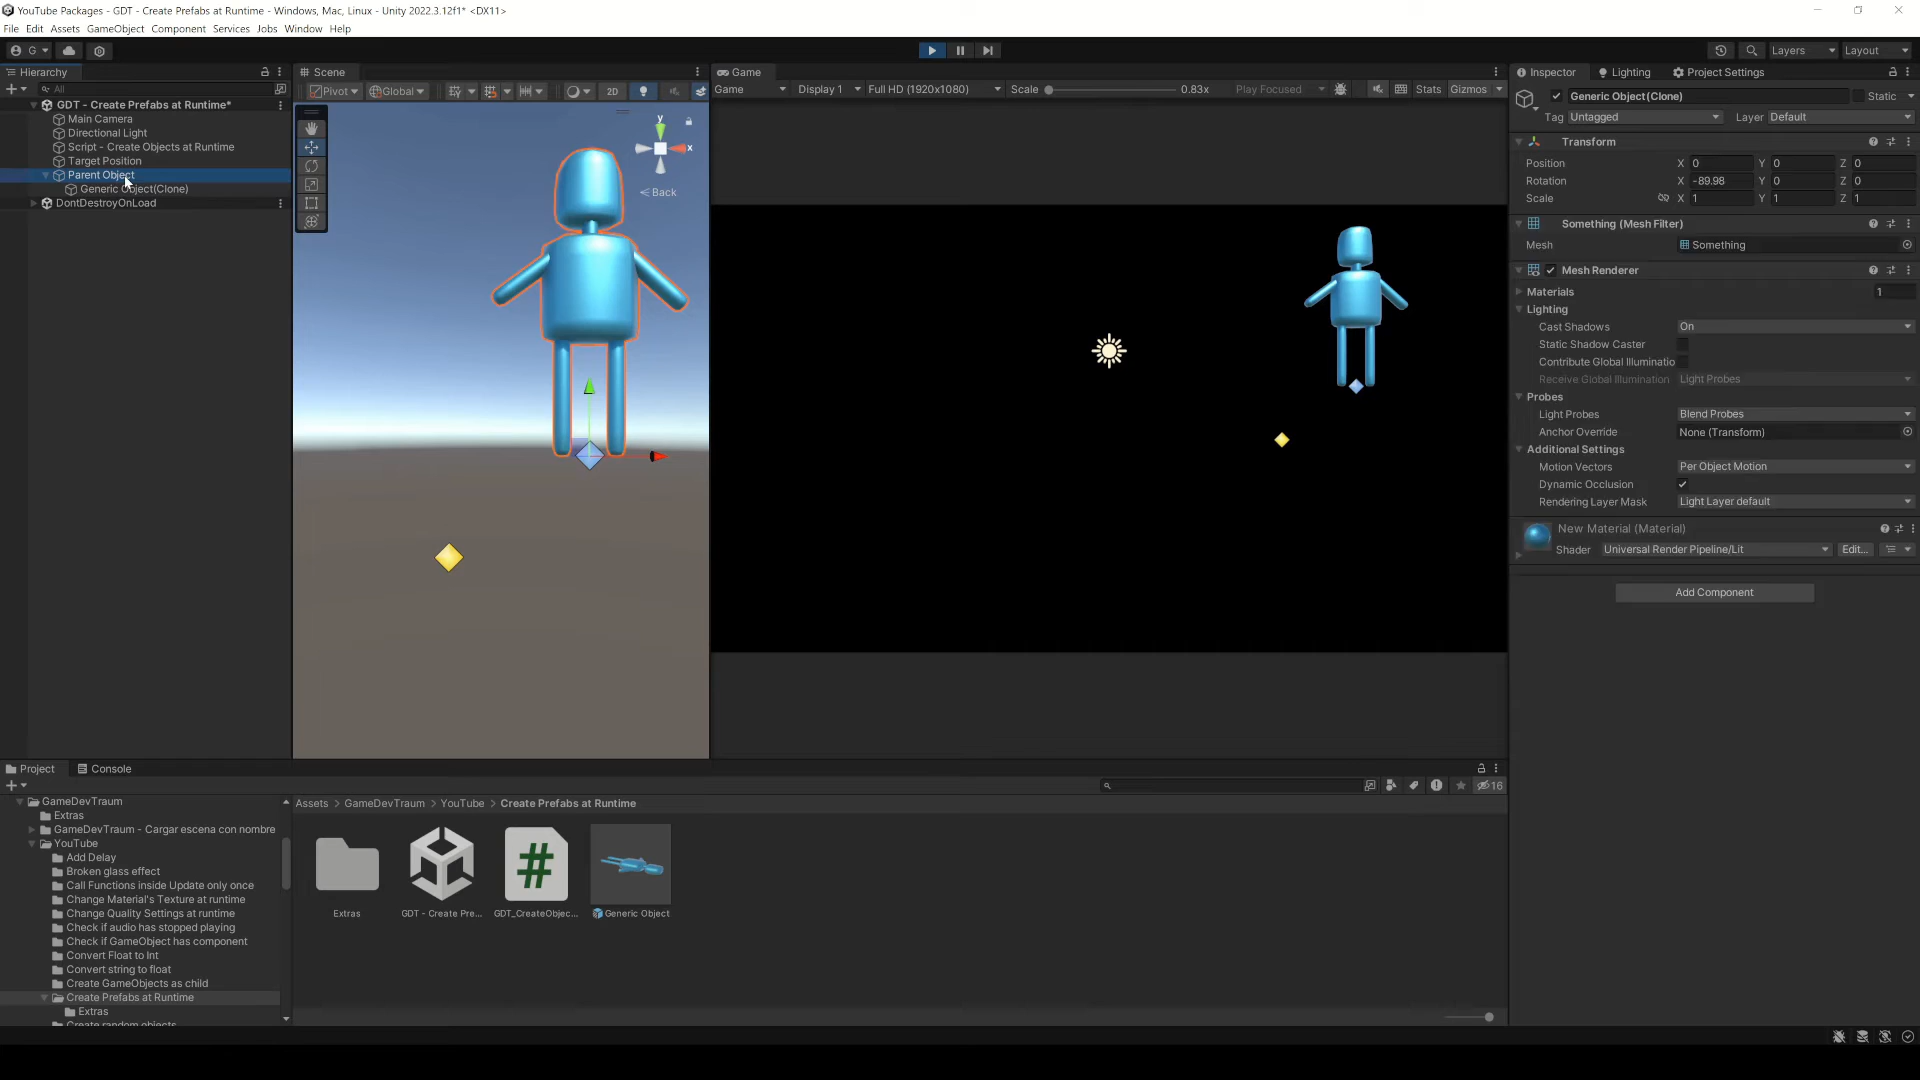 YouTube Packages - GDT - Create Prefabs at Runtime - Windows, Mac, Linux - Unity 2022.3.12f1* <DX11>
File Edit Assets GameObject Component Services Jobs Window Help
G
Layers Layout
Hierarchy
All
GDT - Create Prefabs at Runtime*
Main Camera
Directional Light
Script - Create Objects at Runtime
Target Position
Parent Object
Generic Object(Clone)
DontDestroyOnLoad
Scene
Pivot Global 2D
y
x
Back
Game
Game Display 1 Full HD (1920x1080) Scale 0.83x Play Focused Stats Gizmos
Inspector Lighting Project Settings
Generic Object(Clone) Static
Tag Untagged Layer Default
Transform
Position X 0 Y 0 Z 0
Rotation X -89.98 Y 0 Z 0
Scale X 1 Y 1 Z 1
Something (Mesh Filter)
Mesh Something
Mesh Renderer
Materials 1
Lighting
Cast Shadows On
Static Shadow Caster
Contribute Global Illuminatio
Receive Global Illumination Light Probes
Probes
Light Probes Blend Probes
Anchor Override None (Transform)
Additional Settings
Motion Vectors Per Object Motion
Dynamic Occlusion
Rendering Layer Mask Light Layer default
New Material (Material)
Shader Universal Render Pipeline/Lit Edit...
Add Component
Project Console
16
GameDevTraum
Extras
GameDevTraum - Cargar escena con nombre
YouTube
Add Delay
Broken glass effect
Call Functions inside Update only once
Change Material's Texture at runtime
Change Quality Settings at runtime
Check if audio has stopped playing
Check if GameObject has component
Convert Float to Int
Convert string to float
Create GameObjects as child
Create Prefabs at Runtime
Extras
Create random objects
Assets > GameDevTraum > YouTube > Create Prefabs at Runtime
Extras
GDT - Create Pre...
#
GDT_CreateObjec...
Generic Object